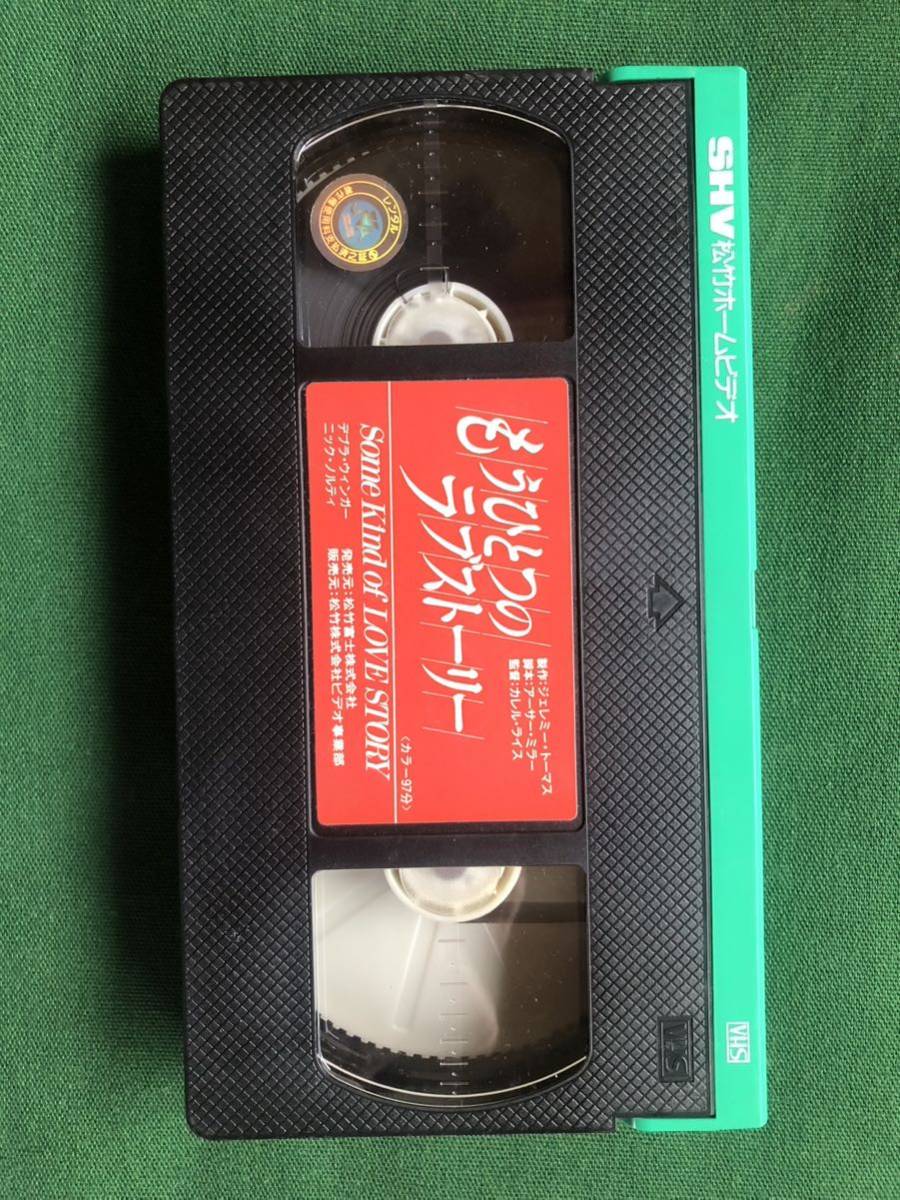 SHV松竹ホームビデオ
VHS
VHS
レンタル
もうひとつの
ラブストーリー
製作:ジェレミー・トーマス
脚本:アーサー・ミラー
監督:カレル・ライス
Some Kind of LOVE STORY
〈カラー97分〉
デブラ・ウィンガー
ニック・ノルティ
発売元:松竹富士株式会社
販売元:松竹株式会社ビデオ事業部